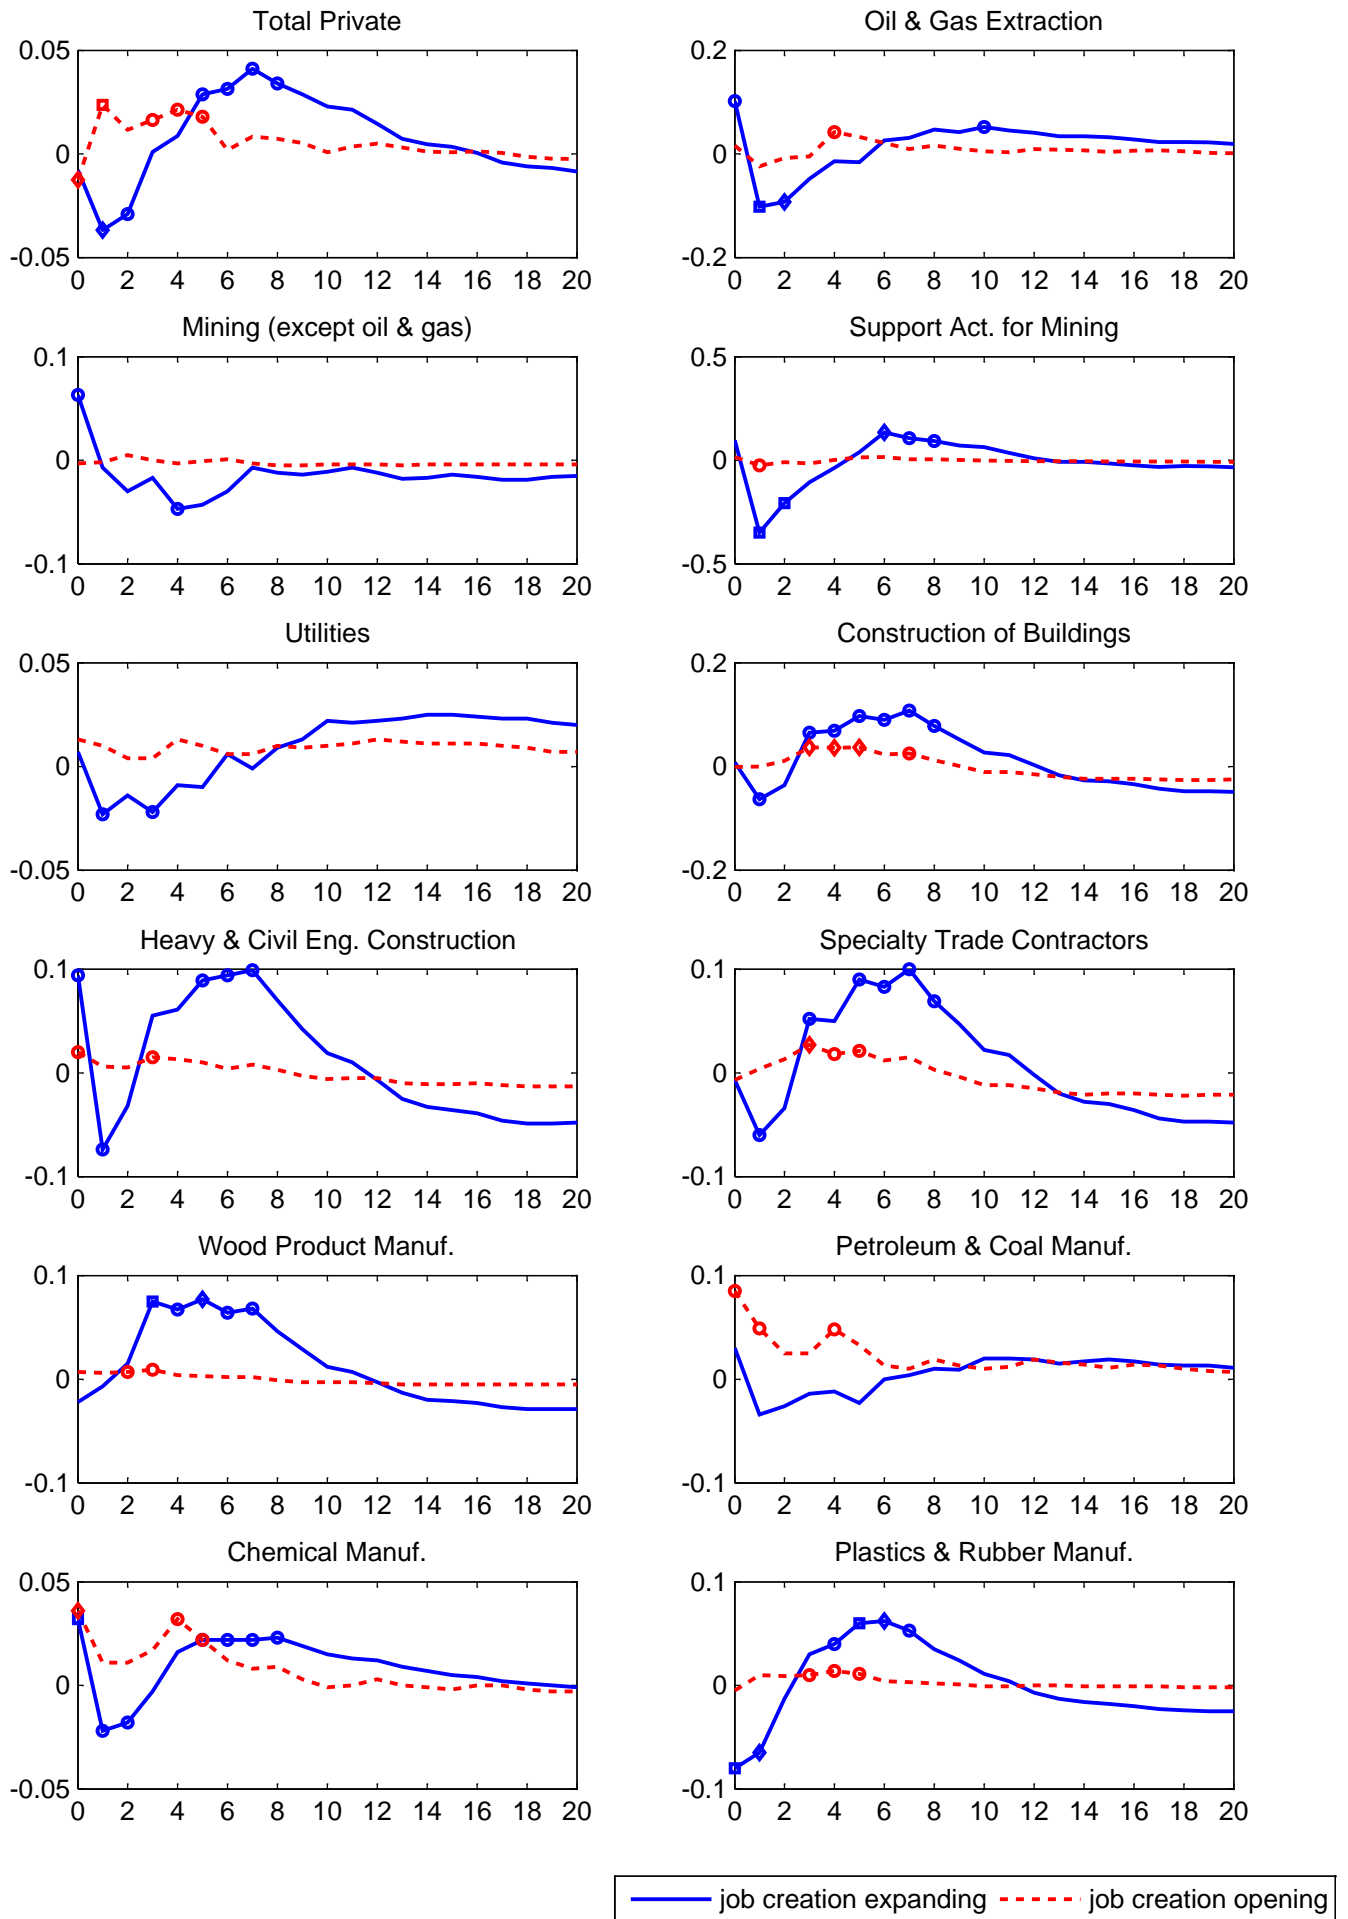 Total Private
0.05
0
-0.05
0 2 4 6 8 10 12 14 16 18 20
Oil & Gas Extraction
0.2
0
-0.2
0 2 4 6 8 10 12 14 16 18 20
Mining (except oil & gas)
0.1
0
-0.1
0 2 4 6 8 10 12 14 16 18 20
Support Act. for Mining
0.5
0
-0.5
0 2 4 6 8 10 12 14 16 18 20
Utilities
0.05
0
-0.05
0 2 4 6 8 10 12 14 16 18 20
Construction of Buildings
0.2
0
-0.2
0 2 4 6 8 10 12 14 16 18 20
Heavy & Civil Eng. Construction
0.1
0
-0.1
0 2 4 6 8 10 12 14 16 18 20
Specialty Trade Contractors
0.1
0
-0.1
0 2 4 6 8 10 12 14 16 18 20
Wood Product Manuf.
0.1
0
-0.1
0 2 4 6 8 10 12 14 16 18 20
Petroleum & Coal Manuf.
0.1
0
-0.1
0 2 4 6 8 10 12 14 16 18 20
Chemical Manuf.
0.05
0
-0.05
0 2 4 6 8 10 12 14 16 18 20
Plastics & Rubber Manuf.
0.1
0
-0.1
0 2 4 6 8 10 12 14 16 18 20
job creation expanding
job creation opening